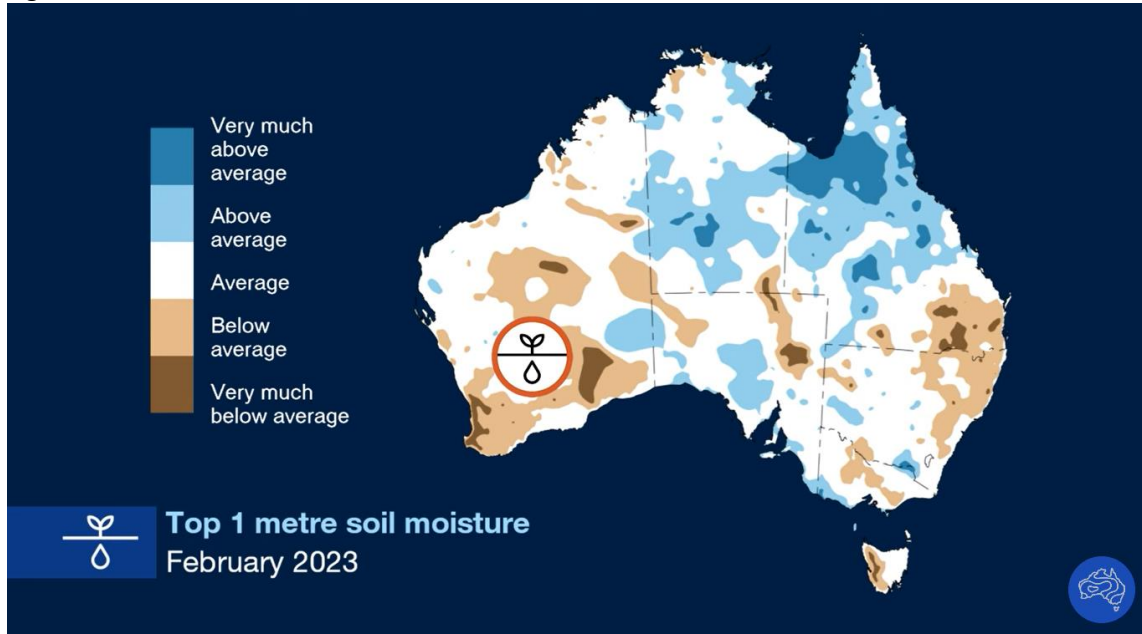 Very much
above
average
Above
average
Average
Below
average
Very much
below average
Top 1 metre soil moisture
February 2023